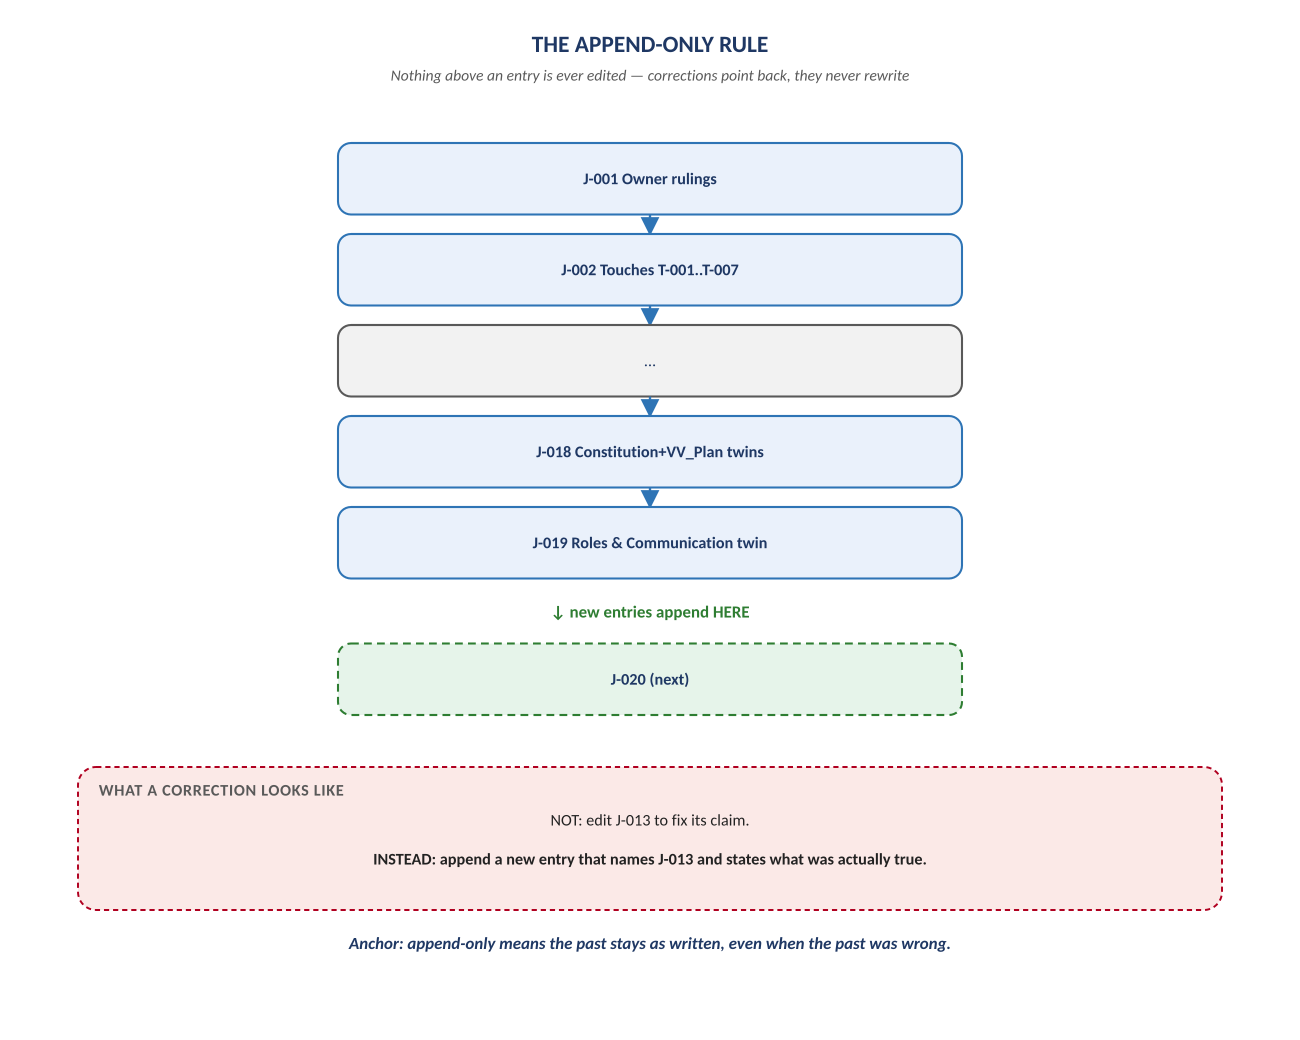 THE APPEND-ONLY RULE
Nothing above an entry is ever edited — corrections point back, they never rewrite
J-001 Owner rulings
J-002 Touches T-001..T-007
...
J-018 Constitution+VV_Plan twins
J-019 Roles & Communication twin
↓ new entries append HERE
J-020 (next)
WHAT A CORRECTION LOOKS LIKE
NOT: edit J-013 to fix its claim.
INSTEAD: append a new entry that names J-013 and states what was actually true.
Anchor: append-only means the past stays as written, even when the past was wrong.